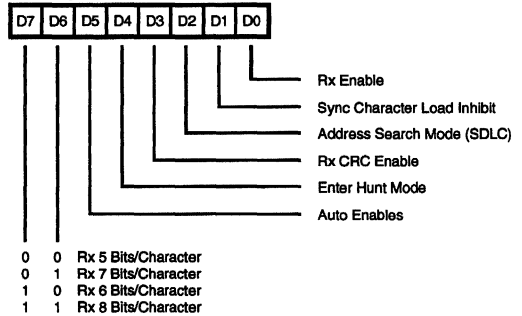 D7 D6 D5 D4 D3 D2 D1 D0
Rx Enable
Sync Character Load Inhibit
Address Search Mode (SDLC)
Rx CRC Enable
Enter Hunt Mode
Auto Enables
0 0 Rx 5 Bits/Character
0 1 Rx 7 Bits/Character
1 0 Rx 6 Bits/Character
1 1 Rx 8 Bits/Character